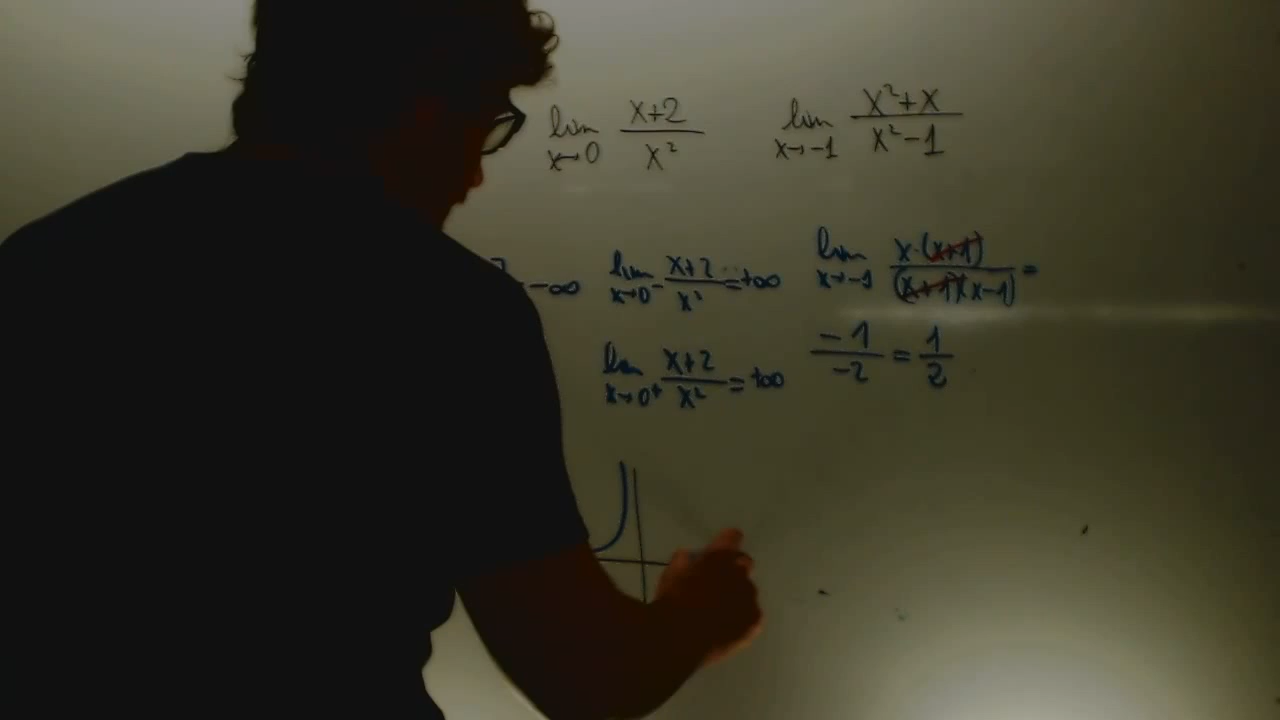 lim x→0 x+2/x²
lim x→-1 x²+x/x²-1
-∞
lim x→0- x+2/x² = +∞
lim x→0+ x+2/x² = +∞
lim x→-1 x·(x+1)/(x+1)(x-1) =
-1/-2 = 1/2